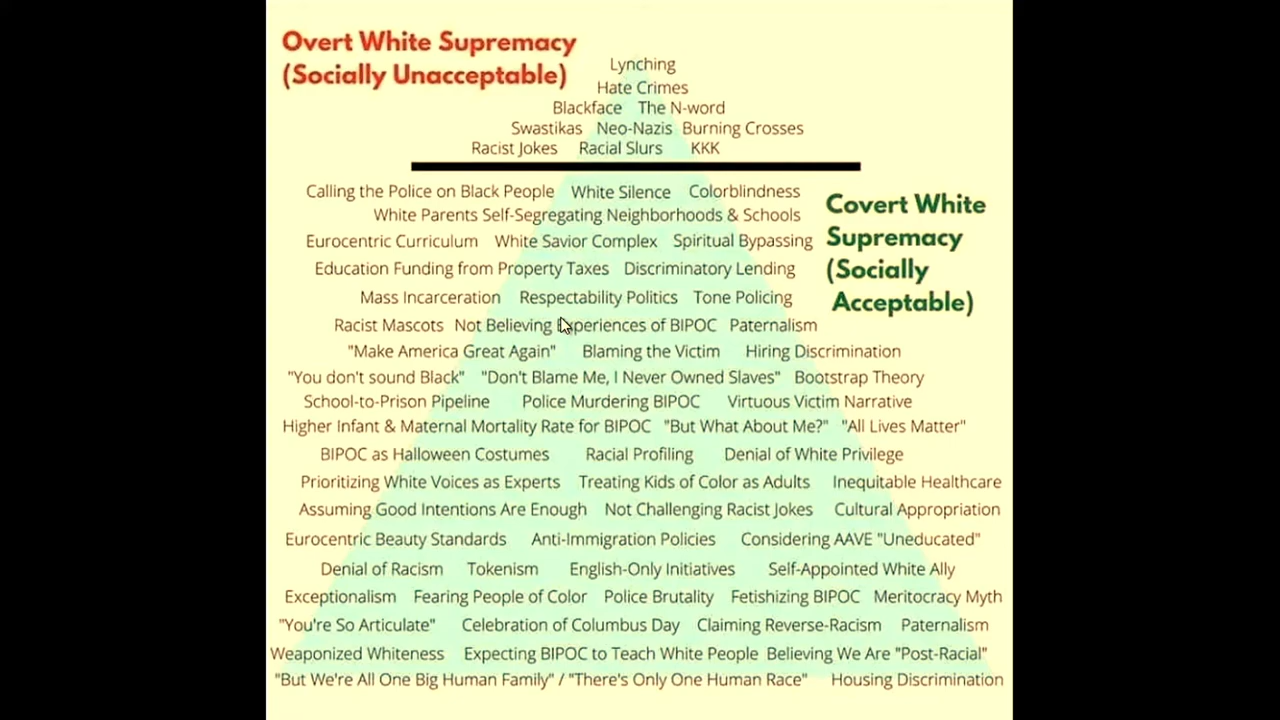 Overt White Supremacy
(Socially Unacceptable)
Lynching
Hate Crimes
Blackface The N-word
Swastikas Neo-Nazis Burning Crosses
Racist Jokes Racial Slurs KKK
Calling the Police on Black People White Silence Colorblindness
White Parents Self-Segregating Neighborhoods & Schools
Covert White
Supremacy
(Socially
Acceptable)
Eurocentric Curriculum White Savior Complex Spiritual Bypassing
Education Funding from Property Taxes Discriminatory Lending
Mass Incarceration Respectability Politics Tone Policing
Racist Mascots Not Believing Experiences of BIPOC Paternalism
"Make America Great Again" Blaming the Victim Hiring Discrimination
"You don't sound Black" "Don't Blame Me, I Never Owned Slaves" Bootstrap Theory
School-to-Prison Pipeline Police Murdering BIPOC Virtuous Victim Narrative
Higher Infant & Maternal Mortality Rate for BIPOC "But What About Me?" "All Lives Matter"
BIPOC as Halloween Costumes Racial Profiling Denial of White Privilege
Prioritizing White Voices as Experts Treating Kids of Color as Adults Inequitable Healthcare
Assuming Good Intentions Are Enough Not Challenging Racist Jokes Cultural Appropriation
Eurocentric Beauty Standards Anti-Immigration Policies Considering AAVE "Uneducated"
Denial of Racism Tokenism English-Only Initiatives Self-Appointed White Ally
Exceptionalism Fearing People of Color Police Brutality Fetishizing BIPOC Meritocracy Myth
"You're So Articulate" Celebration of Columbus Day Claiming Reverse-Racism Paternalism
Weaponized Whiteness Expecting BIPOC to Teach White People Believing We Are "Post-Racial"
"But We're All One Big Human Family" / "There's Only One Human Race" Housing Discrimination